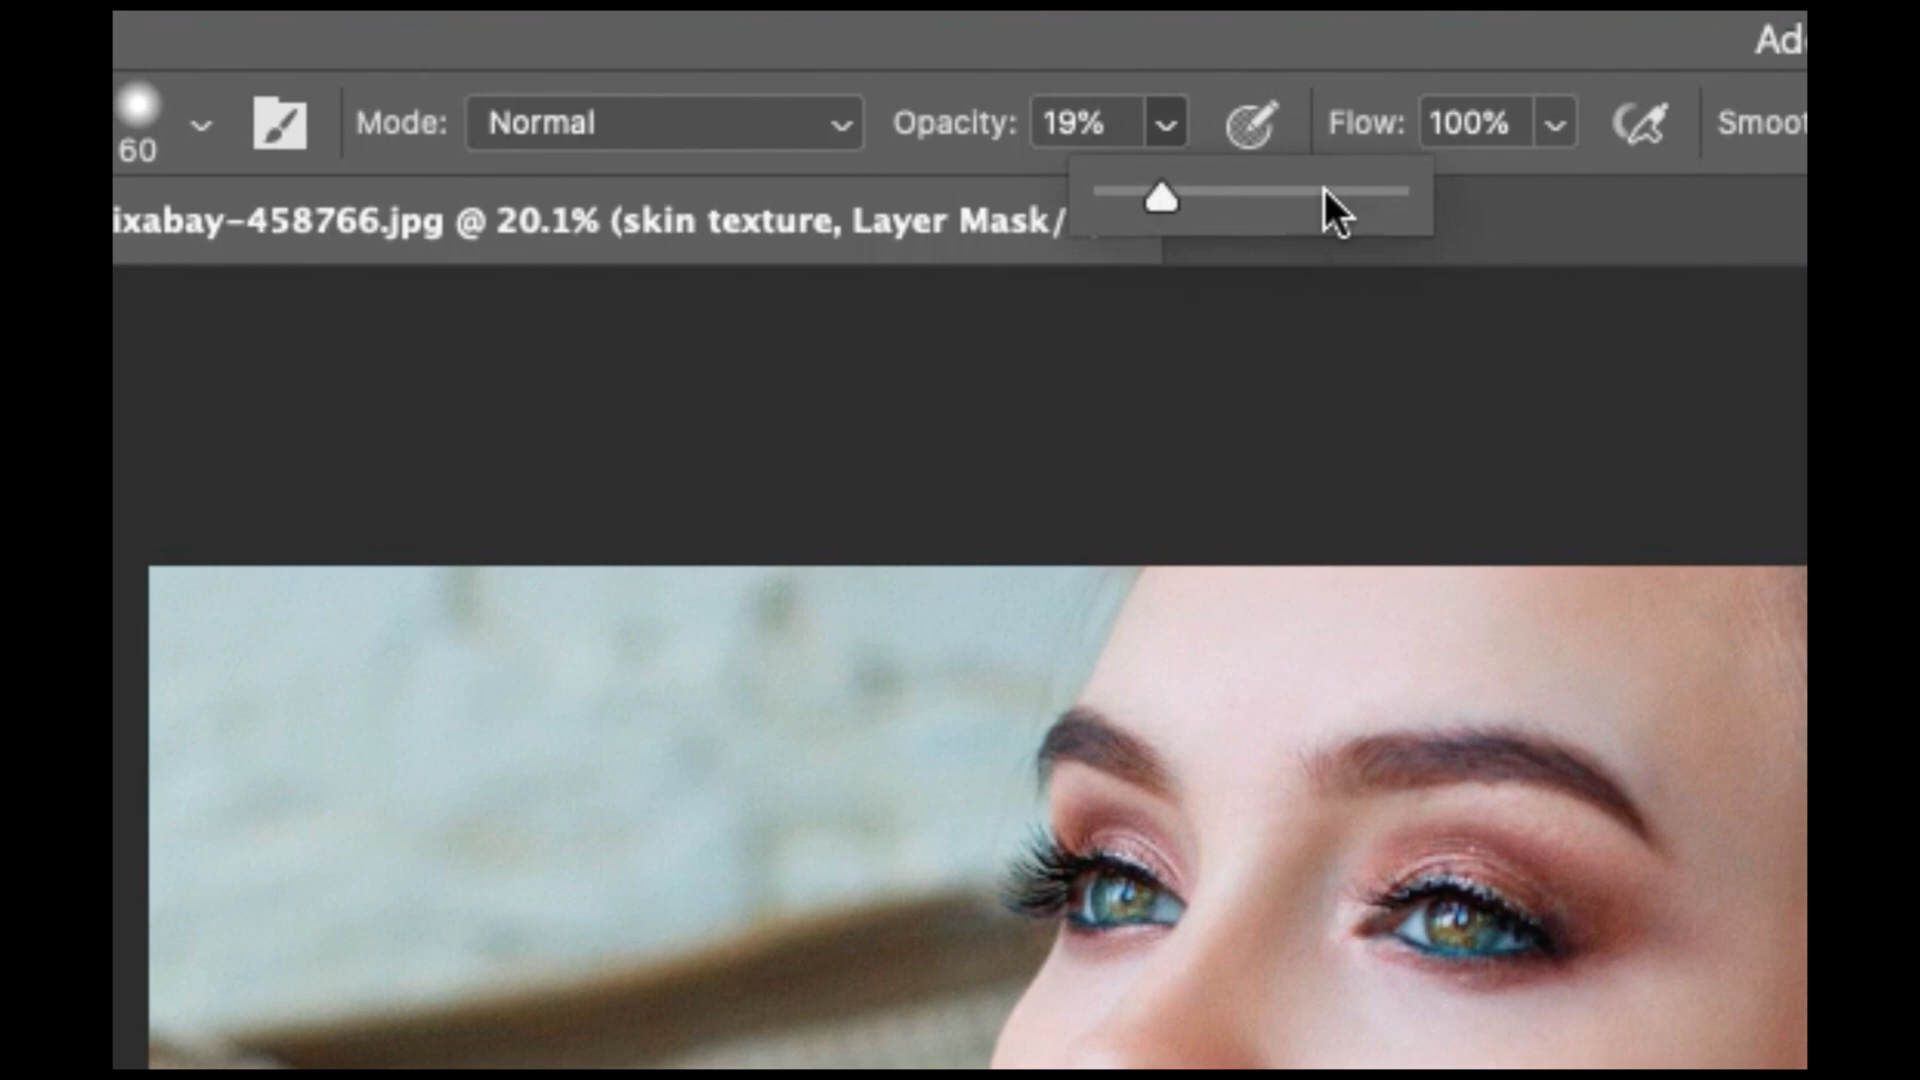 Ad
60 Mode: Normal Opacity: 19% Flow: 100% Smoot
ixabay-458766.jpg @ 20.1% (skin texture, Layer Mask/